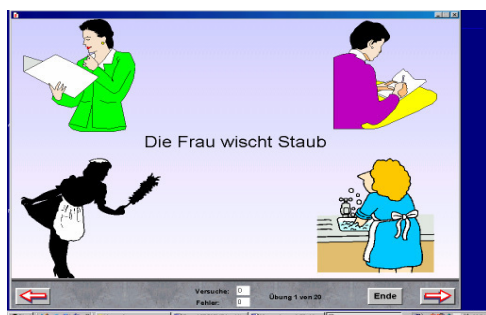 Die Frau wischt Staub
Versuche: 0
Fehler: 0
Übung 1 von 20
Ende